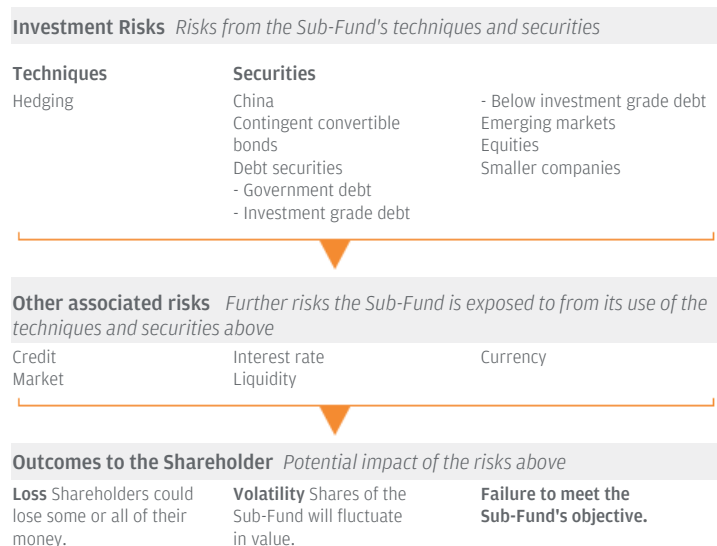 Investment Risks Risks from the Sub-Fund's techniques and securities
Techniques
Hedging
Securities
China
Contingent convertible
bonds
Debt securities
- Government debt
- Investment grade debt
- Below investment grade debt
Emerging markets
Equities
Smaller companies
Other associated risks Further risks the Sub-Fund is exposed to from its use of the
techniques and securities above
Credit
Market
Interest rate
Liquidity
Currency
Outcomes to the Shareholder Potential impact of the risks above
Loss Shareholders could
lose some or all of their
money.
Volatility Shares of the
Sub-Fund will fluctuate
in value.
Failure to meet the
Sub-Fund's objective.